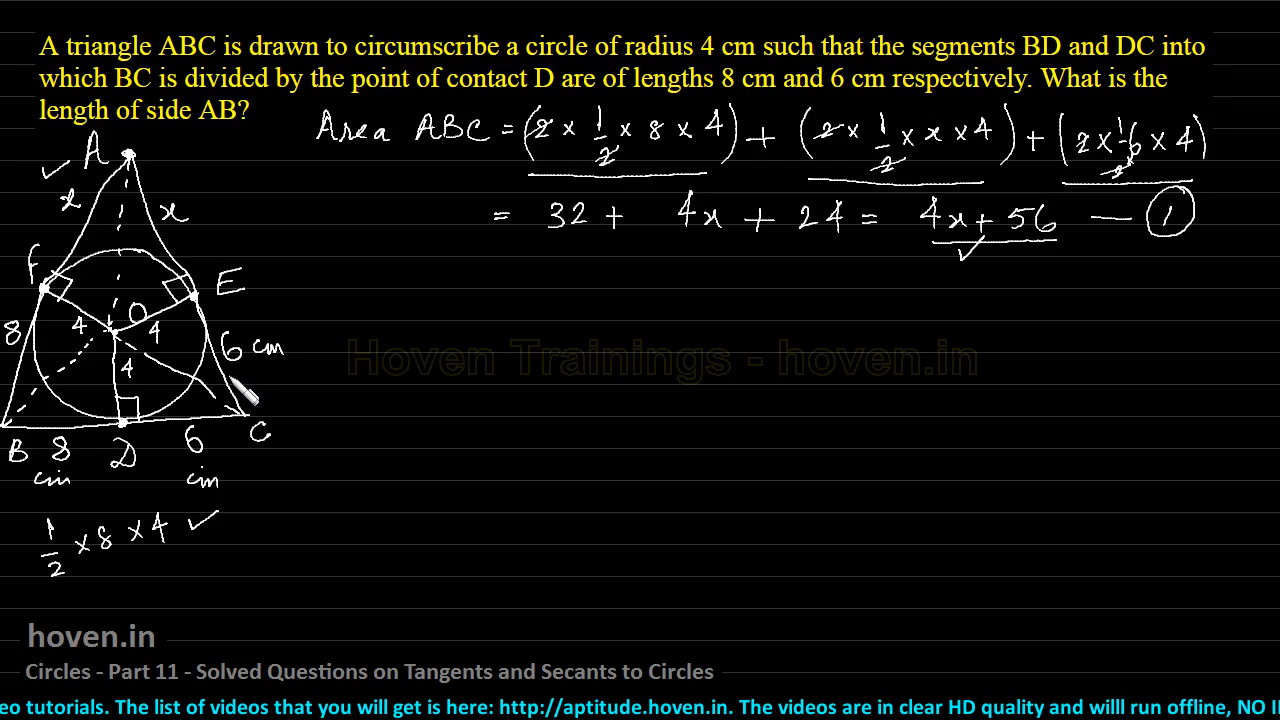 A triangle ABC is drawn to circumscribe a circle of radius 4 cm such that the segments BD and DC into
which BC is divided by the point of contact D are of lengths 8 cm and 6 cm respectively. What is the
length of side AB?
Area ABC = (2 × 1/2 × 8 × 4) + (2 × 1/2 × x × 4) + (2 × 1/2 6 × 4)
= 32 + 4x + 24 = 4x + 56 — 1
✓ A
x x
F E
O
8 4 4 6 cm
4
B 8 D 6 C
cm cm
1/2 × 8 × 4 ✓
Hoven Trainings - hoven.in
hoven.in
Circles - Part 11 - Solved Questions on Tangents and Secants to Circles
eo tutorials. The list of videos that you will get is here: http://aptitude.hoven.in. The videos are in clear HD quality and willl run offline, NO I